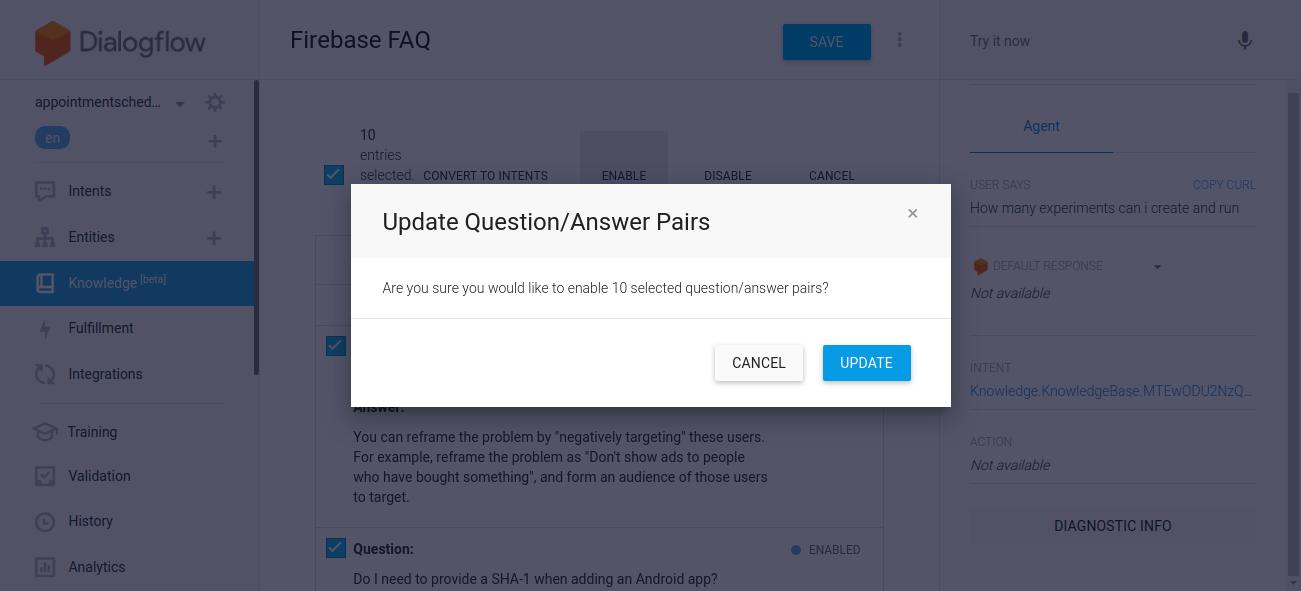 Dialogflow
Firebase FAQ
SAVE
Try it now
appointmentsched...
en
Intents
Entities
Knowledge [beta]
Fulfillment
Integrations
Training
Validation
History
Analytics
10
entries
selected.
CONVERT TO INTENTS
ENABLE
DISABLE
CANCEL
Update Question/Answer Pairs
×
Are you sure you would like to enable 10 selected question/answer pairs?
CANCEL
UPDATE
Answer:
You can reframe the problem by "negatively targeting" these users.
For example, reframe the problem as "Don't show ads to people
who have bought something", and form an audience of those users
to target.
Question:
ENABLED
Do I need to provide a SHA-1 when adding an Android app?
Agent
USER SAYS
COPY CURL
How many experiments can i create and run
DEFAULT RESPONSE
Not available
INTENT
Knowledge.KnowledgeBase.MTEwODU2NzQ...
ACTION
Not available
DIAGNOSTIC INFO